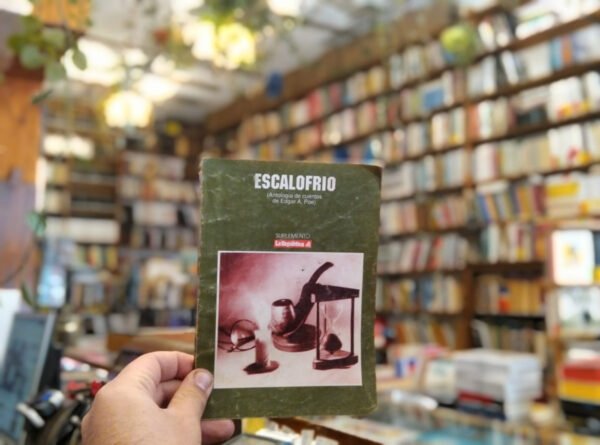 ESCALOFRIO
(Antología de cuentos
de Edgar A. Poe)
SUPLEMENTO
La República